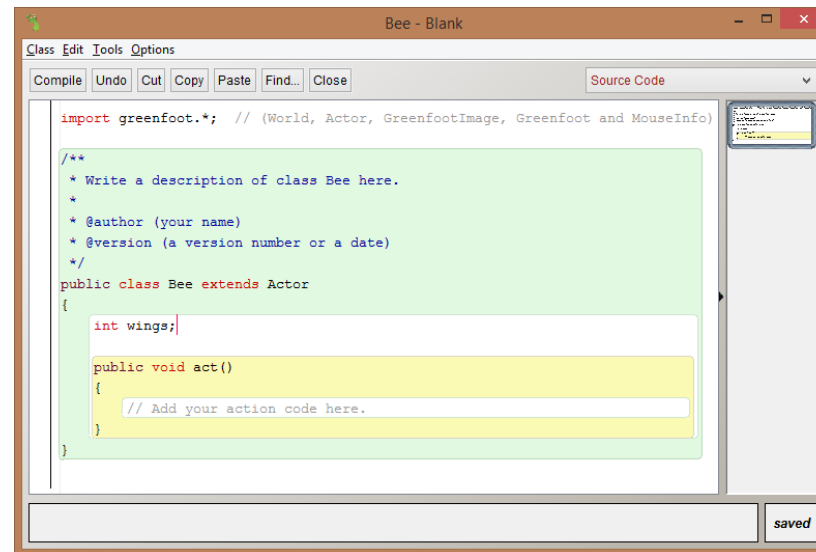 Bee - Blank
Class Edit Tools Options
Compile Undo Cut Copy Paste Find... Close Source Code
import greenfoot.*;  // (World, Actor, GreenfootImage, Greenfoot and MouseInfo)
/**
 * Write a description of class Bee here.
 *
 * @author (your name)
 * @version (a version number or a date)
 */
public class Bee extends Actor
{
    int wings;
    public void act()
    {
        // Add your action code here.
    }
}
saved